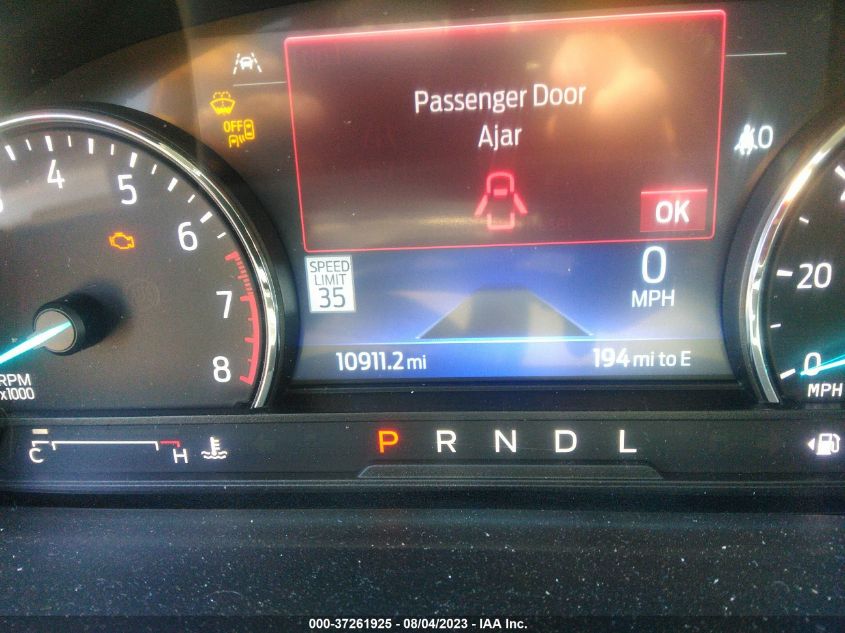 Passenger Door
Ajar
OK
OFF
0
4
5
6
7
8
RPM
x1000
SPEED
LIMIT
35
0
MPH
10911.2 mi
194 mi to E
20
0
MPH
C
H
P R N D L
000-37261925 - 08/04/2023 - IAA Inc.